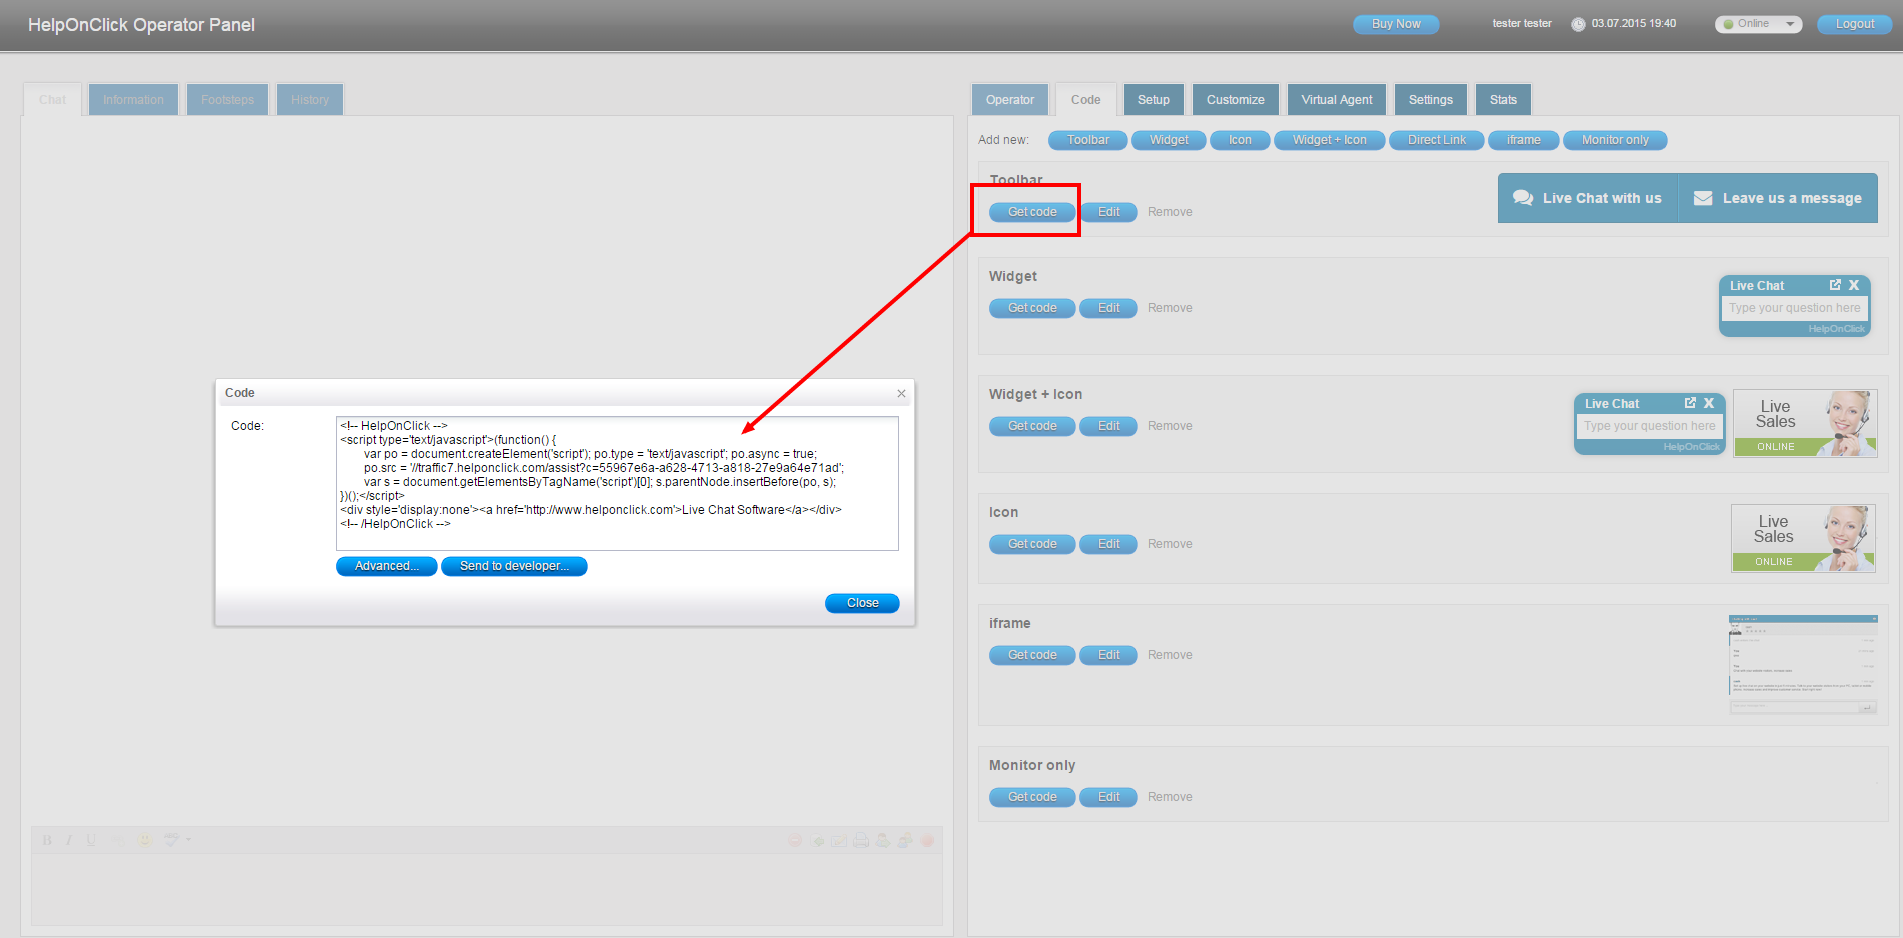 HelpOnClick Operator Panel
Buy Now
tester tester
03.07.2015 19:40
Online
Logout
Chat
Information
Footsteps
History
Operator
Code
Setup
Customize
Virtual Agent
Settings
Stats
Add new:
Toolbar
Widget
Icon
Widget + Icon
Direct Link
iframe
Monitor only
Toolbar
Get code
Edit
Remove
Live Chat with us
Leave us a message
Widget
Get code
Edit
Remove
Live Chat
X
Type your question here
HelpOnClick
Widget + Icon
Get code
Edit
Remove
Live Chat
X
Type your question here
HelpOnClick
Live
Sales
ONLINE
Icon
Get code
Edit
Remove
Live
Sales
ONLINE
iframe
Get code
Edit
Remove
Monitor only
Get code
Edit
Remove
Code
Code:
<!-- HelpOnClick -->
<script type='text/javascript'>(function() {
var po = document.createElement('script'); po.type = 'text/javascript'; po.async = true;
po.src = '//traffic7.helponclick.com/assist?c=55967e6a-a628-4713-a818-27e9a64e71ad';
var s = document.getElementsByTagName('script')[0]; s.parentNode.insertBefore(po, s);
})();</script>
<div style='display:none'><a href='http://www.helponclick.com'>Live Chat Software</a></div>
<!-- /HelpOnClick -->
Advanced...
Send to developer...
Close
B I U